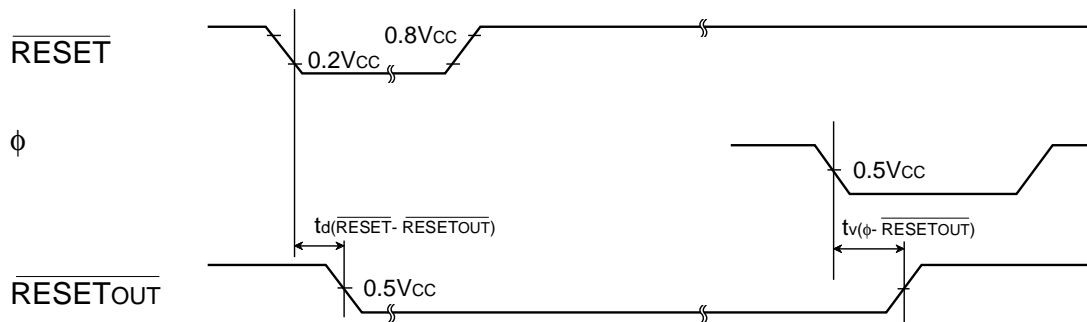 RESET
0.8VCC
0.2VCC
ϕ
0.5VCC
td(RESET- RESETOUT)
tv(ϕ- RESETOUT)
RESETOUT
0.5VCC